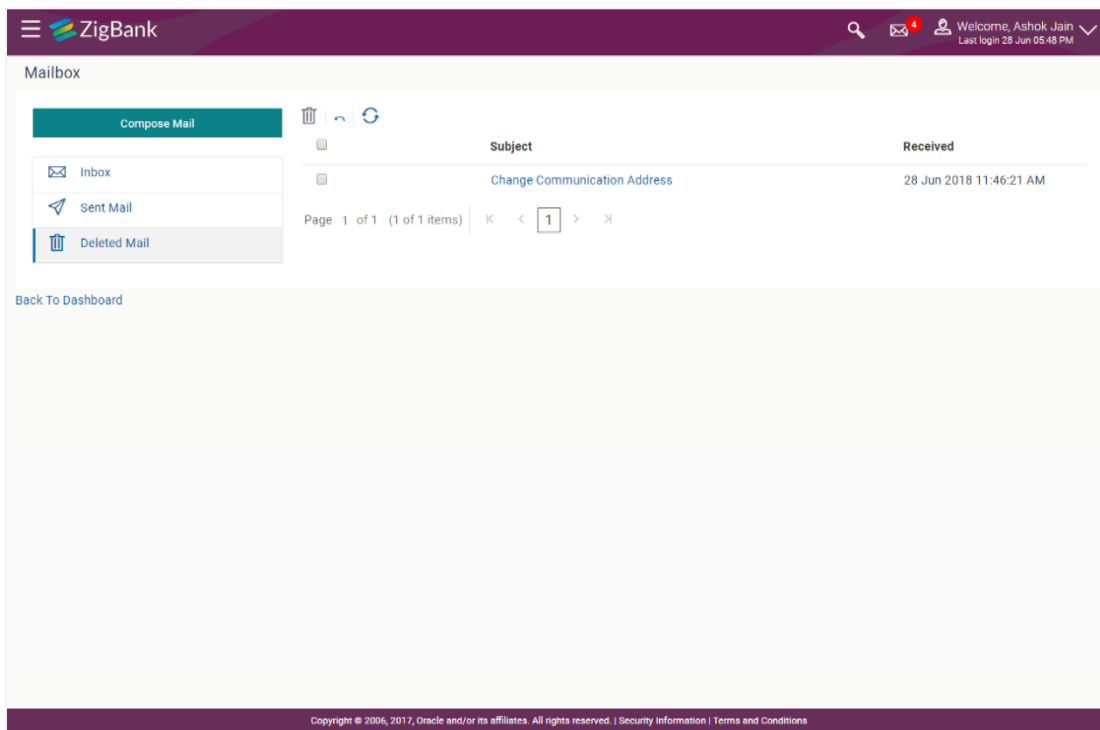 ZigBank
4
Welcome, Ashok Jain
Last login 28 Jun 05:48 PM
Mailbox
Compose Mail
Inbox
Sent Mail
Deleted Mail
Subject Received
Change Communication Address 28 Jun 2018 11:46:21 AM
Page 1 of 1 (1 of 1 items) K < 1 > >|
Back To Dashboard
Copyright © 2006, 2017, Oracle and/or its affiliates. All rights reserved. | Security Information | Terms and Conditions